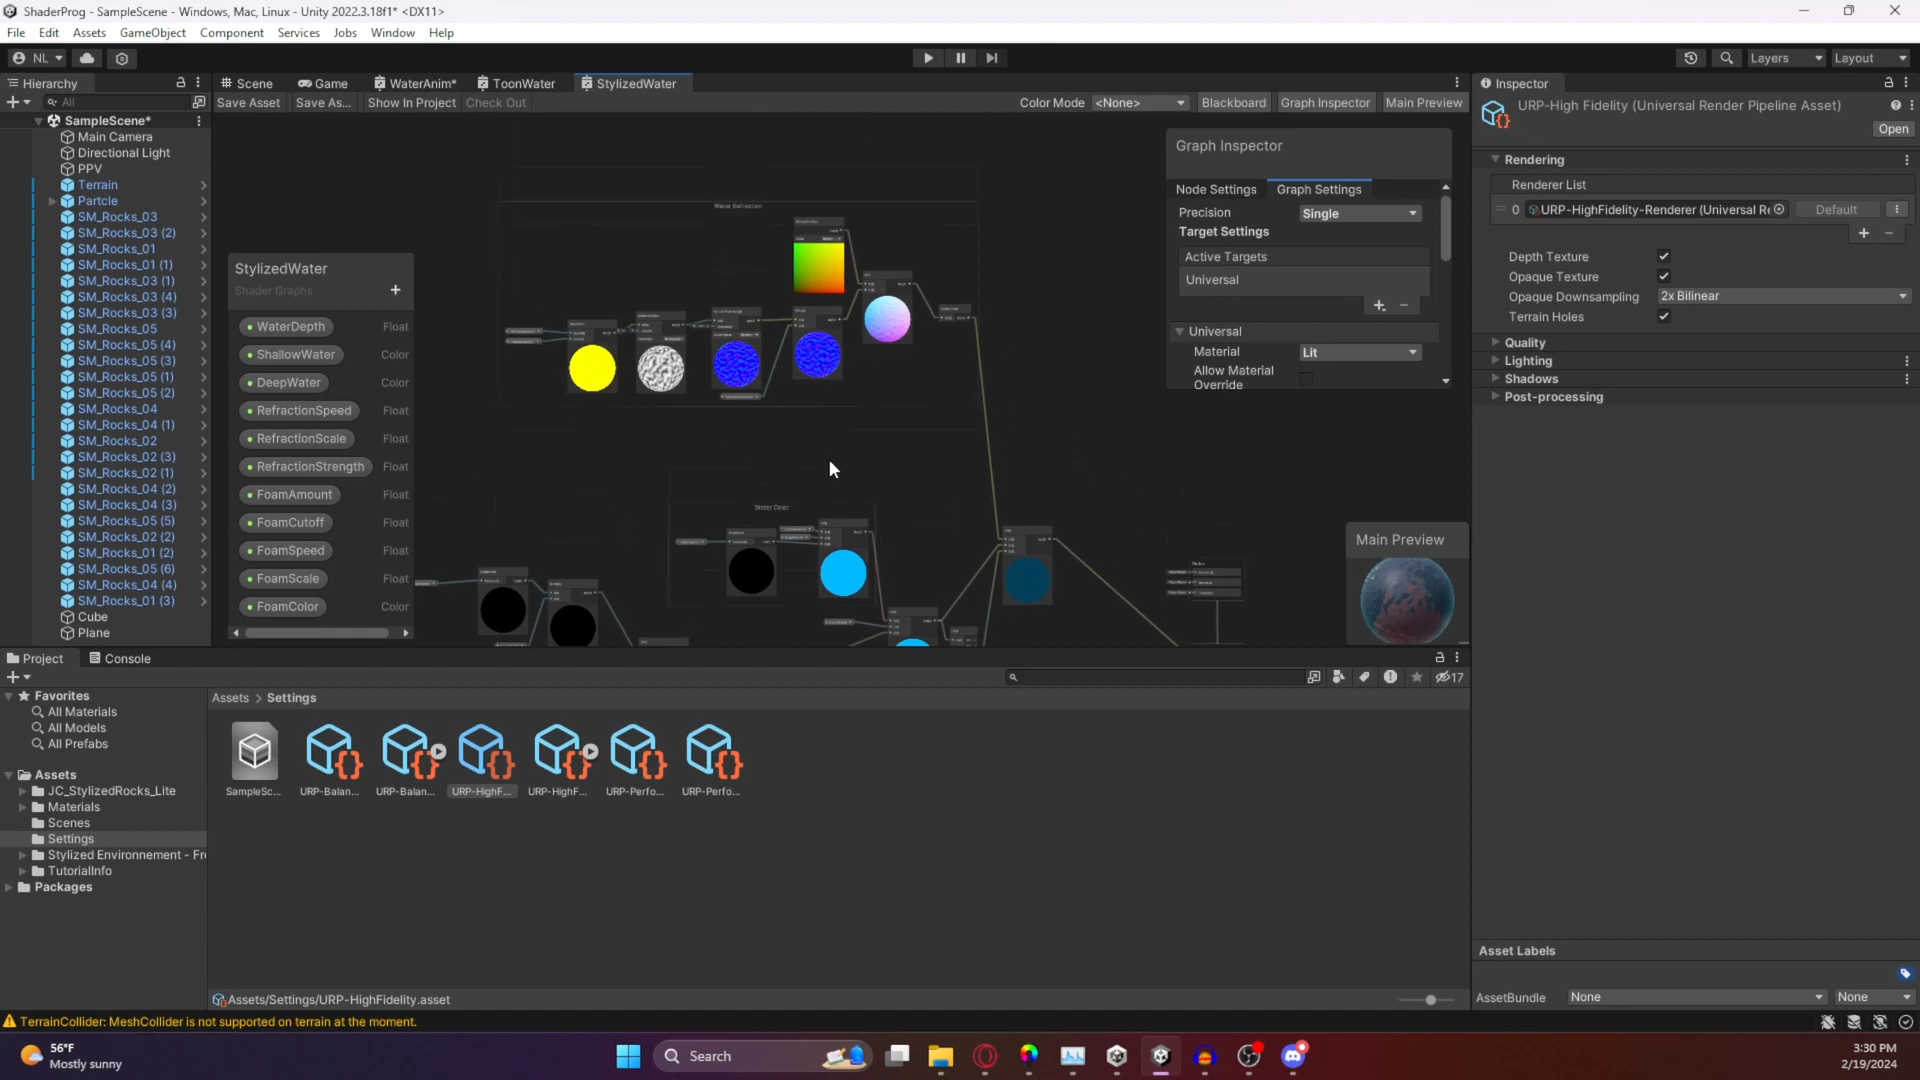 ShaderProg - SampleScene - Windows, Mac, Linux - Unity 2022.3.18f1* <DX11>
File Edit Assets GameObject Component Services Jobs Window Help
NL
Layers
Layout
Hierarchy
Scene
Game
WaterAnim*
ToonWater
StylizedWater
Inspector
All
Save Asset
Save As...
Show In Project
Check Out
Color Mode
<None>
Blackboard
Graph Inspector
Main Preview
URP-High Fidelity (Universal Render Pipeline Asset)
Open
SampleScene*
Main Camera
Directional Light
PPV
Terrain
Partcle
SM_Rocks_03
SM_Rocks_03 (2)
SM_Rocks_01
SM_Rocks_01 (1)
SM_Rocks_03 (1)
SM_Rocks_03 (4)
SM_Rocks_03 (3)
SM_Rocks_05
SM_Rocks_05 (4)
SM_Rocks_05 (3)
SM_Rocks_05 (1)
SM_Rocks_05 (2)
SM_Rocks_04
SM_Rocks_04 (1)
SM_Rocks_02
SM_Rocks_02 (3)
SM_Rocks_02 (1)
SM_Rocks_04 (2)
SM_Rocks_04 (3)
SM_Rocks_05 (5)
SM_Rocks_02 (2)
SM_Rocks_01 (2)
SM_Rocks_05 (6)
SM_Rocks_04 (4)
SM_Rocks_01 (3)
Cube
Plane
StylizedWater
Shader Graphs
WaterDepth Float
ShallowWater Color
DeepWater Color
RefractionSpeed Float
RefractionScale Float
RefractionStrength Float
FoamAmount Float
FoamCutoff Float
FoamSpeed Float
FoamScale Float
FoamColor Color
Water Refraction
Water Color
Graph Inspector
Node Settings
Graph Settings
Precision Single
Target Settings
Active Targets
Universal
Universal
Material Lit
Allow Material
Override
Main Preview
Rendering
Renderer List
0 URP-HighFidelity-Renderer (Universal Re
Default
Depth Texture
Opaque Texture
Opaque Downsampling 2x Bilinear
Terrain Holes
Quality
Lighting
Shadows
Post-processing
Project
Console
17
Favorites
All Materials
All Models
All Prefabs
Assets
JC_StylizedRocks_Lite
Materials
Scenes
Settings
Stylized Environnement - Fr
TutorialInfo
Packages
Assets > Settings
SampleSc...
URP-Balan...
URP-Balan...
URP-HighF...
URP-HighF...
URP-Perfo...
URP-Perfo...
Assets/Settings/URP-HighFidelity.asset
Asset Labels
AssetBundle None None
TerrainCollider: MeshCollider is not supported on terrain at the moment.
56°F
Mostly sunny
Search
3:30 PM
2/19/2024